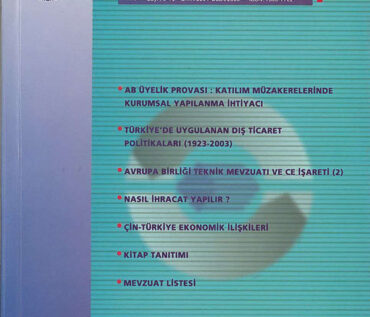 AB ÜYELİK PROVASI : KATILIM MÜZAKERELERİNDE
KURUMSAL YAPILANMA İHTİYACI
TÜRKİYE'DE UYGULANAN DIŞ TİCARET
POLİTİKALARI (1923-2003)
AVRUPA BİRLİĞİ TEKNİK MEVZUATI VE CE İŞARETİ (2)
NASIL İHRACAT YAPILIR ?
ÇİN-TÜRKİYE EKONOMİK İLİŞKİLERİ
KİTAP TANITIMI
MEVZUAT LİSTESİ